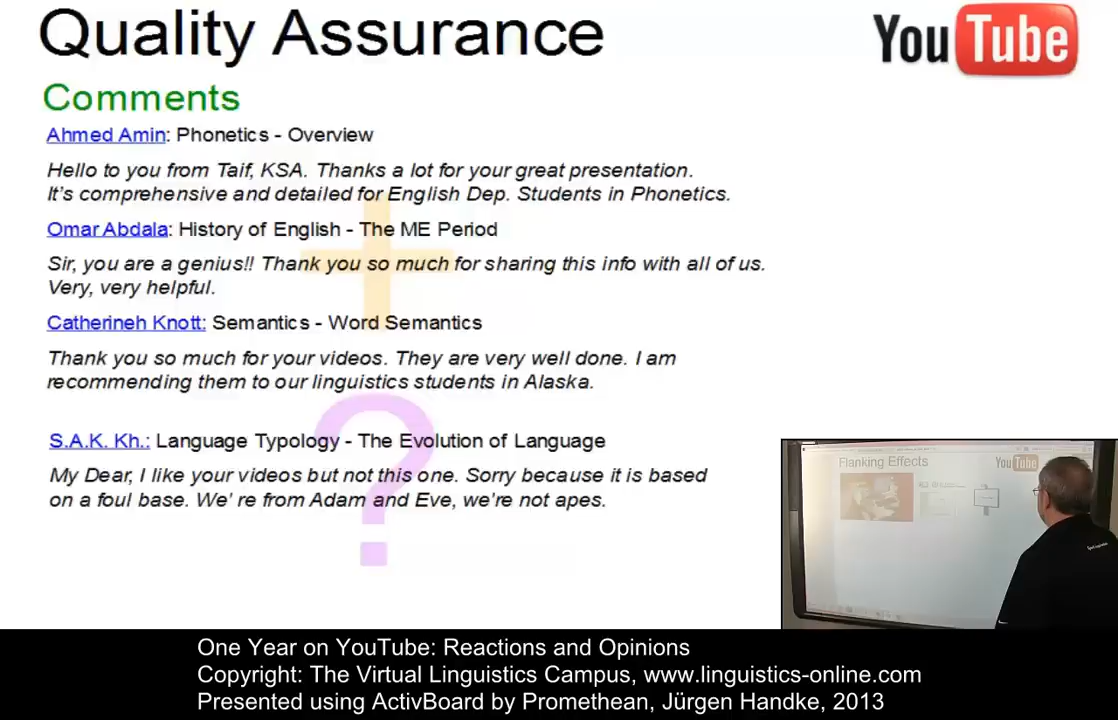 Quality Assurance
YouTube
Comments
Ahmed Amin: Phonetics - Overview
Hello to you from Taif, KSA. Thanks a lot for your great presentation.
It's comprehensive and detailed for English Dep. Students in Phonetics.
Omar Abdala: History of English - The ME Period
Sir, you are a genius!! Thank you so much for sharing this info with all of us.
Very, very helpful.
Catherineh Knott: Semantics - Word Semantics
Thank you so much for your videos. They are very well done. I am
recommending them to our linguistics students in Alaska.
S.A.K. Kh.: Language Typology - The Evolution of Language
My Dear, I like your videos but not this one. Sorry because it is based
on a foul base. We' re from Adam and Eve, we're not apes.
+
?
Flanking Effects
YouTube
One Year on YouTube: Reactions and Opinions
Copyright: The Virtual Linguistics Campus, www.linguistics-online.com
Presented using ActivBoard by Promethean, Jürgen Handke, 2013